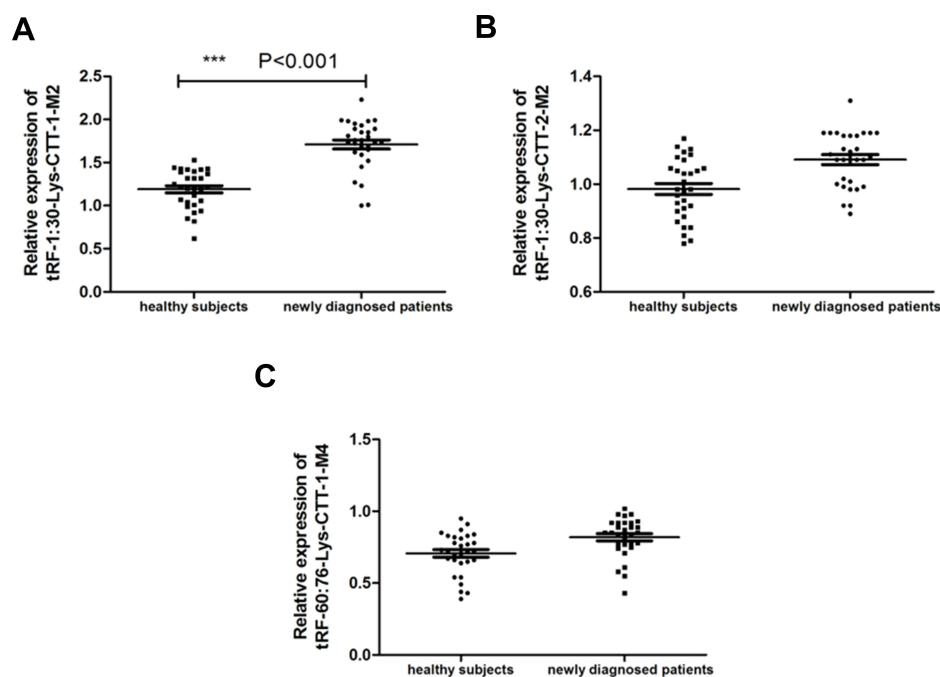 A
*** P<0.001
Relative expression of
tRF-1:30-Lys-CTT-1-M2
2.5
2.0
1.5
1.0
0.5
0.0
healthy subjects newly diagnosed patients
B
Relative expression of
tRF-1:30-Lys-CTT-2-M2
1.4
1.2
1.0
0.8
0.6
healthy subjects newly diagnosed patients
C
Relative expression of
tRF-60:76-Lys-CTT-1-M4
1.5
1.0
0.5
0.0
healthy subjects newly diagnosed patients